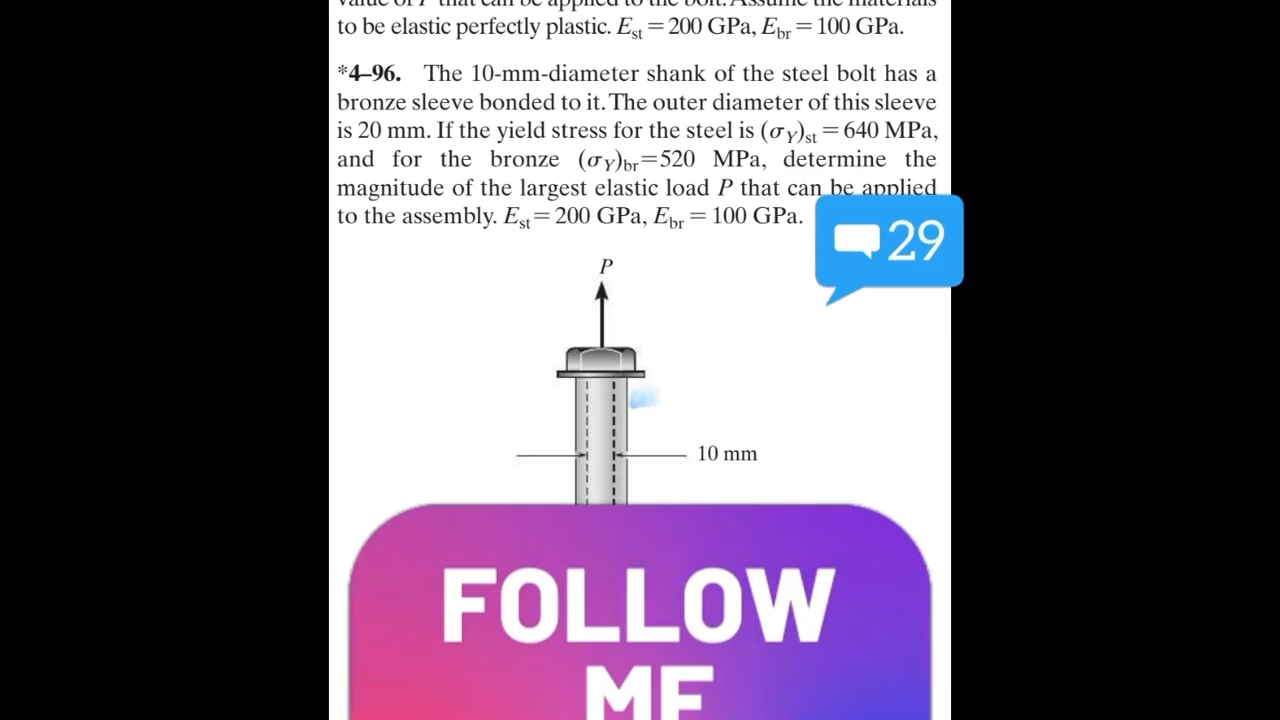 to be elastic perfectly plastic. E_st = 200 GPa, E_br = 100 GPa.
*4–96. The 10-mm-diameter shank of the steel bolt has a
bronze sleeve bonded to it. The outer diameter of this sleeve
is 20 mm. If the yield stress for the steel is (σ_Y)_st = 640 MPa,
and for the bronze (σ_Y)_br=520 MPa, determine the
magnitude of the largest elastic load P that can be applied
to the assembly. E_st = 200 GPa, E_br = 100 GPa.
29
P
10 mm
FOLLOW
ME